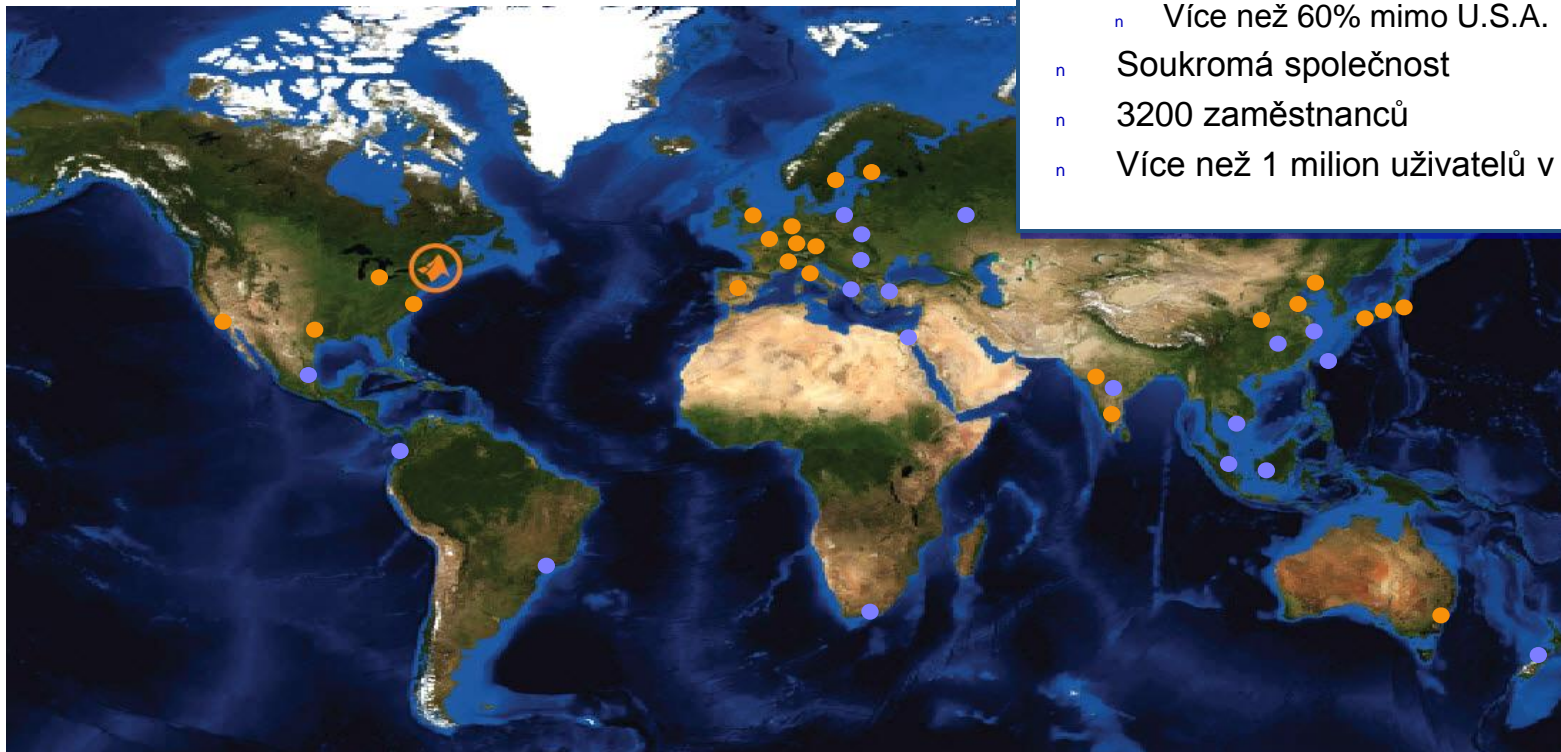 n Více než 60% mimo U.S.A.
n Soukromá společnost
n 3200 zaměstnanců
n Více než 1 milion uživatelů v